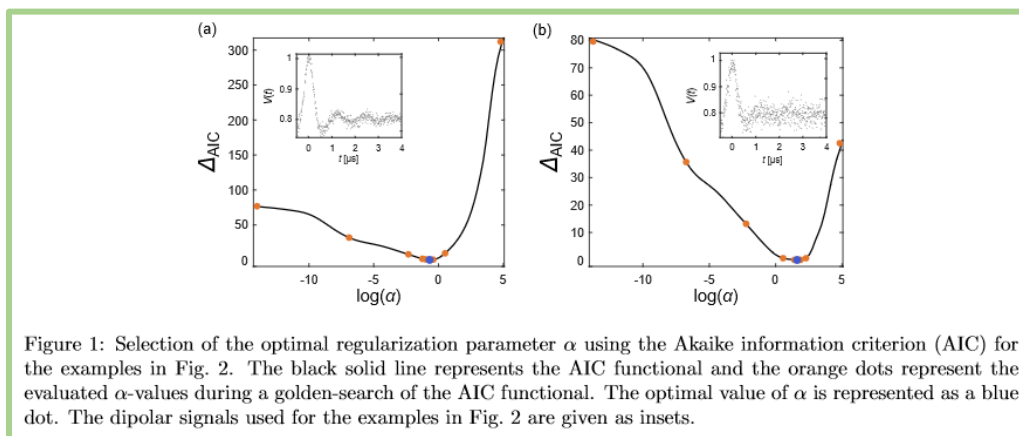 (a)
300
250
200
150
100
50
0
Δ_AIC
-10
-5
0
5
log(α)
1
0.9
0.8
V(t)
0
1
2
3
4
t [μs]
(b)
80
70
60
50
40
30
20
10
0
Δ_AIC
-10
-5
0
5
log(α)
1
0.9
0.8
V(t)
0
1
2
3
4
t [μs]
Figure 1: Selection of the optimal regularization parameter α using the Akaike information criterion (AIC) for
the examples in Fig. 2. The black solid line represents the AIC functional and the orange dots represent the
evaluated α-values during a golden-search of the AIC functional. The optimal value of α is represented as a blue
dot. The dipolar signals used for the examples in Fig. 2 are given as insets.